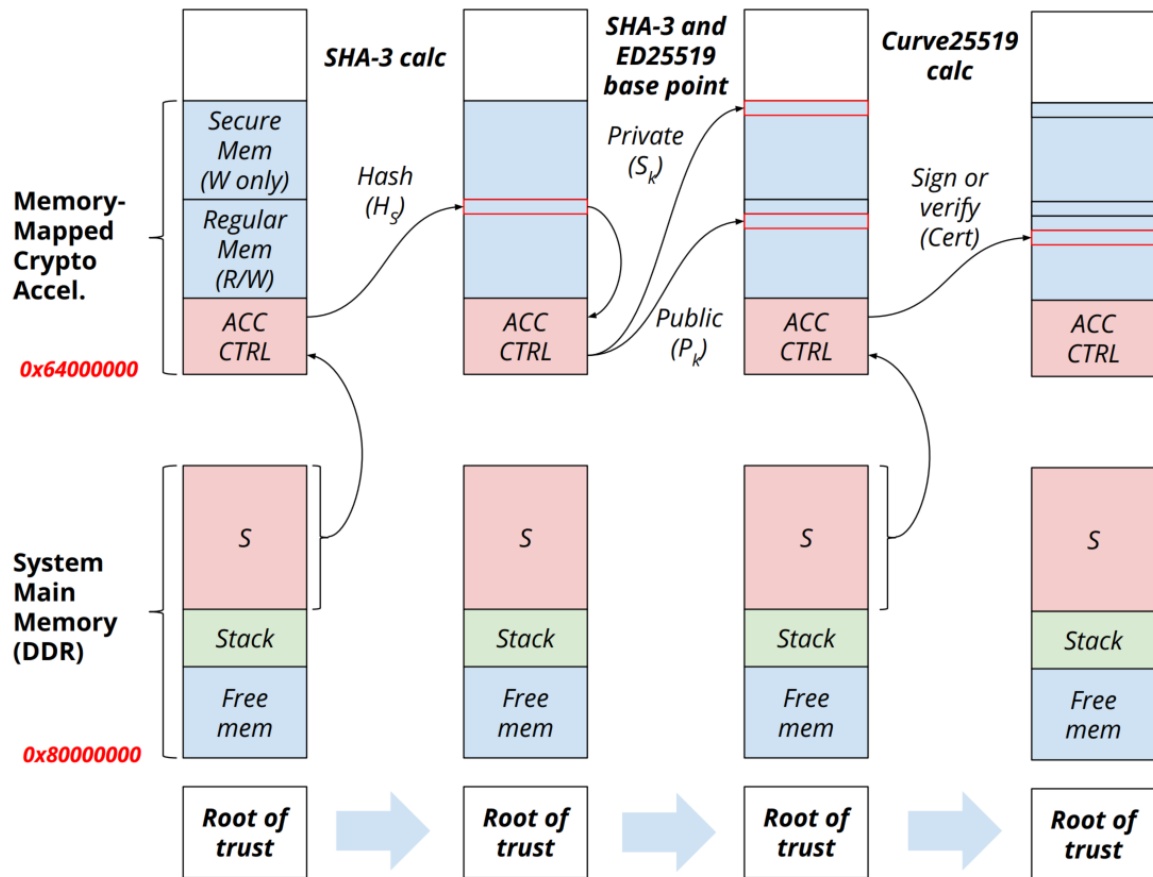 SHA-3 calc
SHA-3 and
ED25519
base point
Curve25519
calc
Memory-
Mapped
Crypto
Accel.
0x64000000
Secure
Mem
(W only)
Regular
Mem
(R/W)
ACC
CTRL
Hash
(H_S)
ACC
CTRL
Private
(S_k)
Public
(P_k)
ACC
CTRL
Sign or
verify
(Cert)
ACC
CTRL
System
Main
Memory
(DDR)
0x80000000
S
Stack
Free
mem
S
Stack
Free
mem
S
Stack
Free
mem
S
Stack
Free
mem
Root of
trust
Root of
trust
Root of
trust
Root of
trust